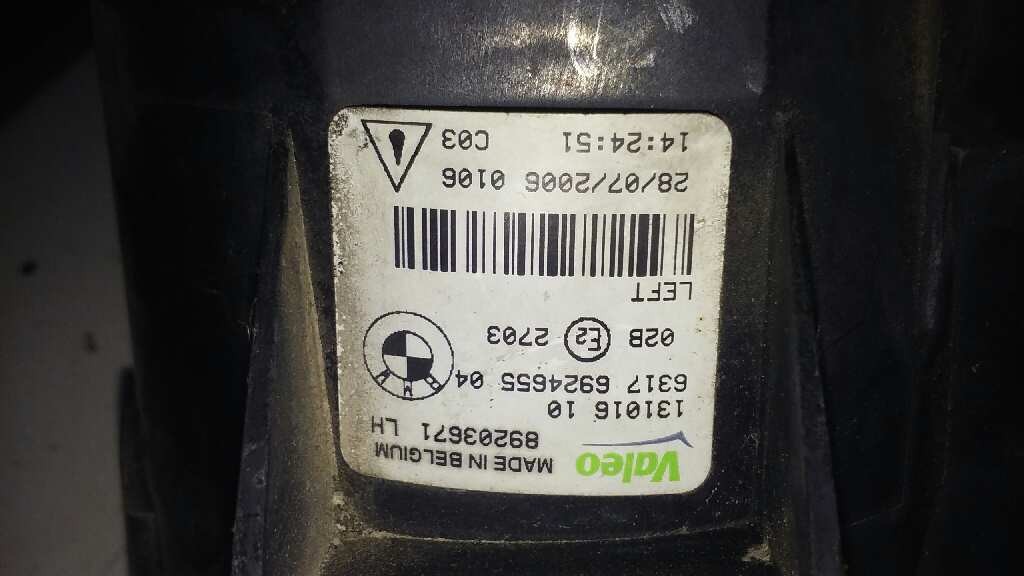 Valeo MADE IN BELGIUM
89203671 LH
131016 10
6317 6924655 04
BMW
02B E2 2703
LEFT
28/07/2006 0106
14:24:51 C03